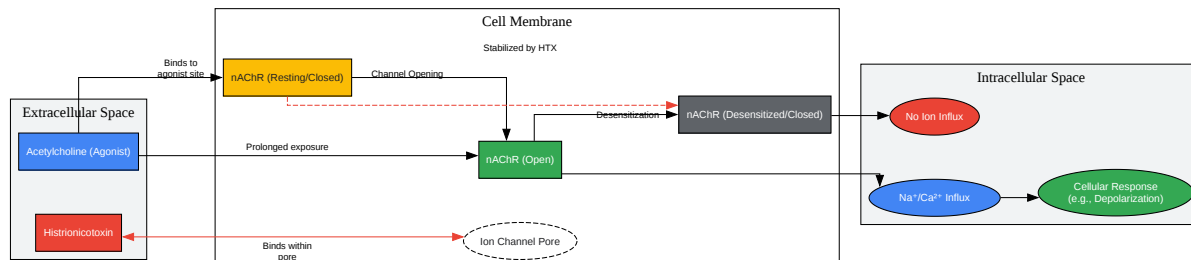 Cell Membrane
Stabilized by HTX
Binds to
agonist site
nAChR (Resting/Closed)
Channel Opening
Intracellular Space
Extracellular Space
Desensitization
nAChR (Desensitized/Closed)
No Ion Influx
Acetylcholine (Agonist)
Prolonged exposure
nAChR (Open)
Na⁺/Ca²⁺ Influx
Cellular Response
(e.g., Depolarization)
Histrionicotoxin
Binds within
pore
Ion Channel Pore